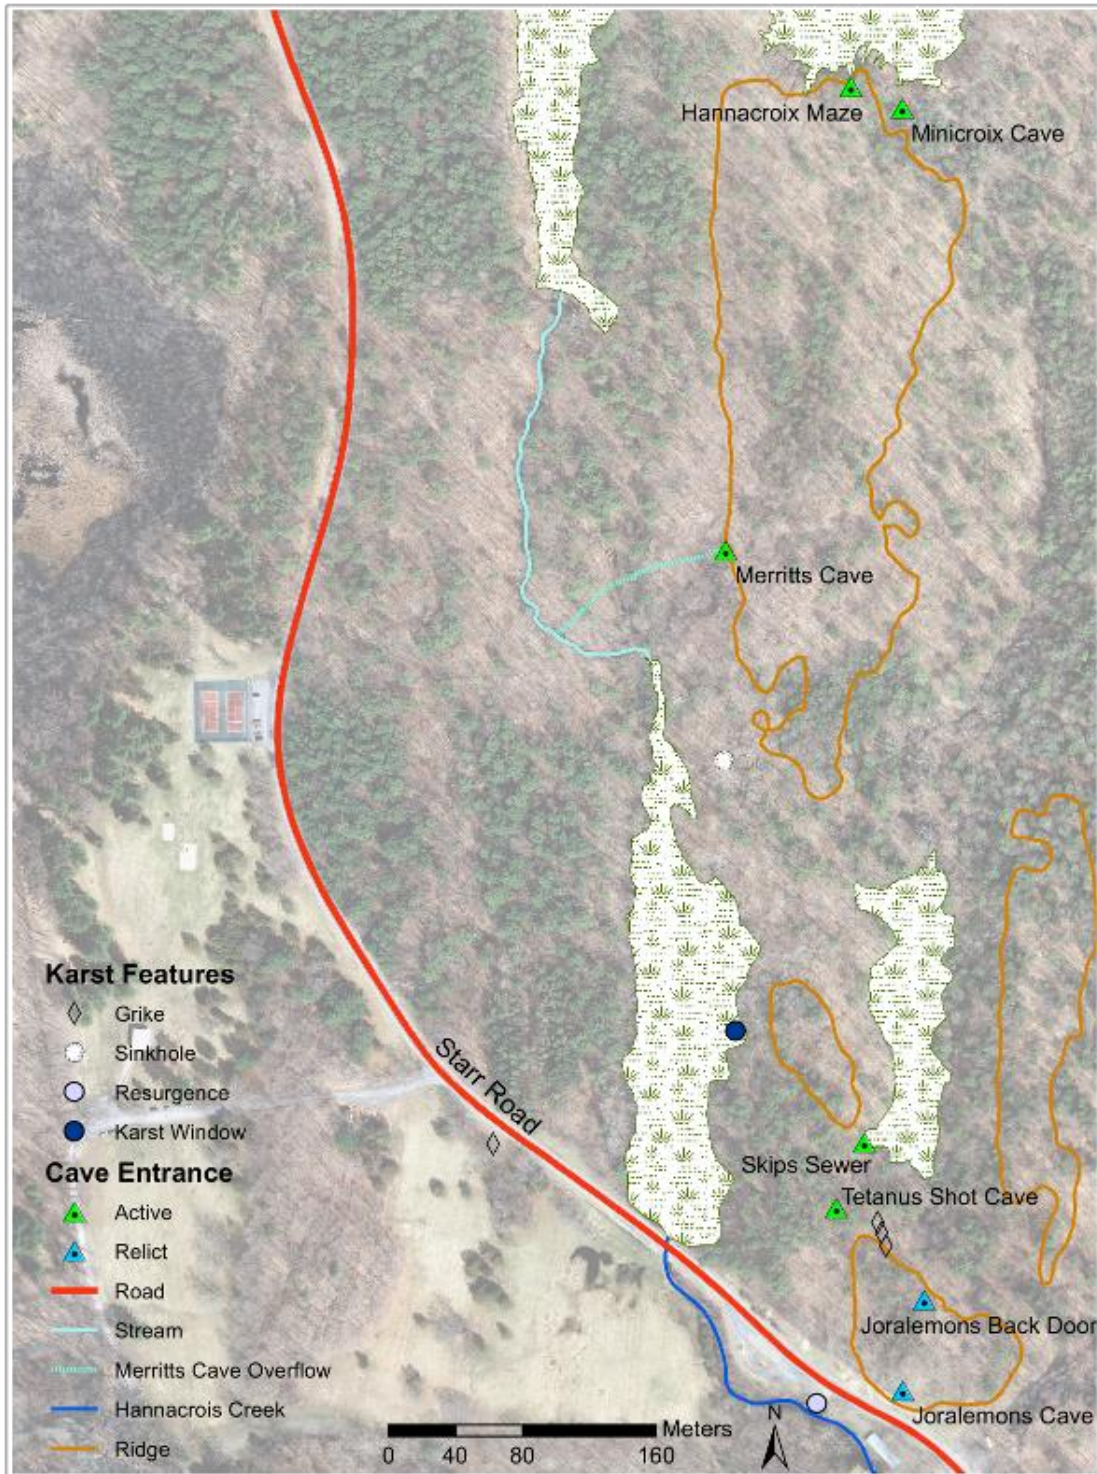 Hannacroix Maze
Minicroix Cave
Merritts Cave
Starr Road
Skips Sewer
Tetanus Shot Cave
Joralemons Back Door
Joralemons Cave
Karst Features
Grike
Sinkhole
Resurgence
Karst Window
Cave Entrance
Active
Relict
Road
Stream
Merritts Cave Overflow
Hannacrois Creek
Ridge
N
Meters
0 40 80 160